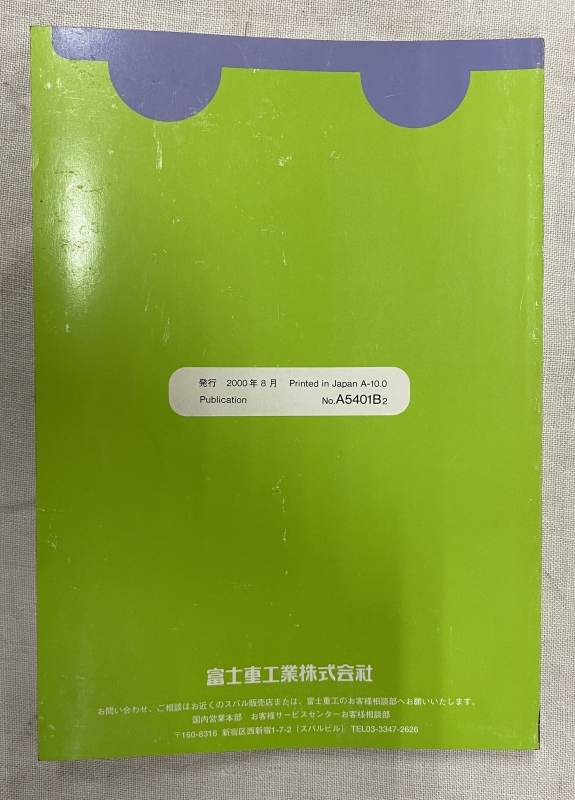 発行 2000年8月 Printed in Japan A-10.0
Publication No.A5401B2
富士重工業株式会社
お問い合わせ、ご相談はお近くのスバル販売店または、富士重工のお客様相談部へお願いいたします。
国内営業本部 お客様サービスセンターお客様相談部
〒160-8316 新宿区西新宿1-7-2〔スバルビル〕 TEL03-3347-2626